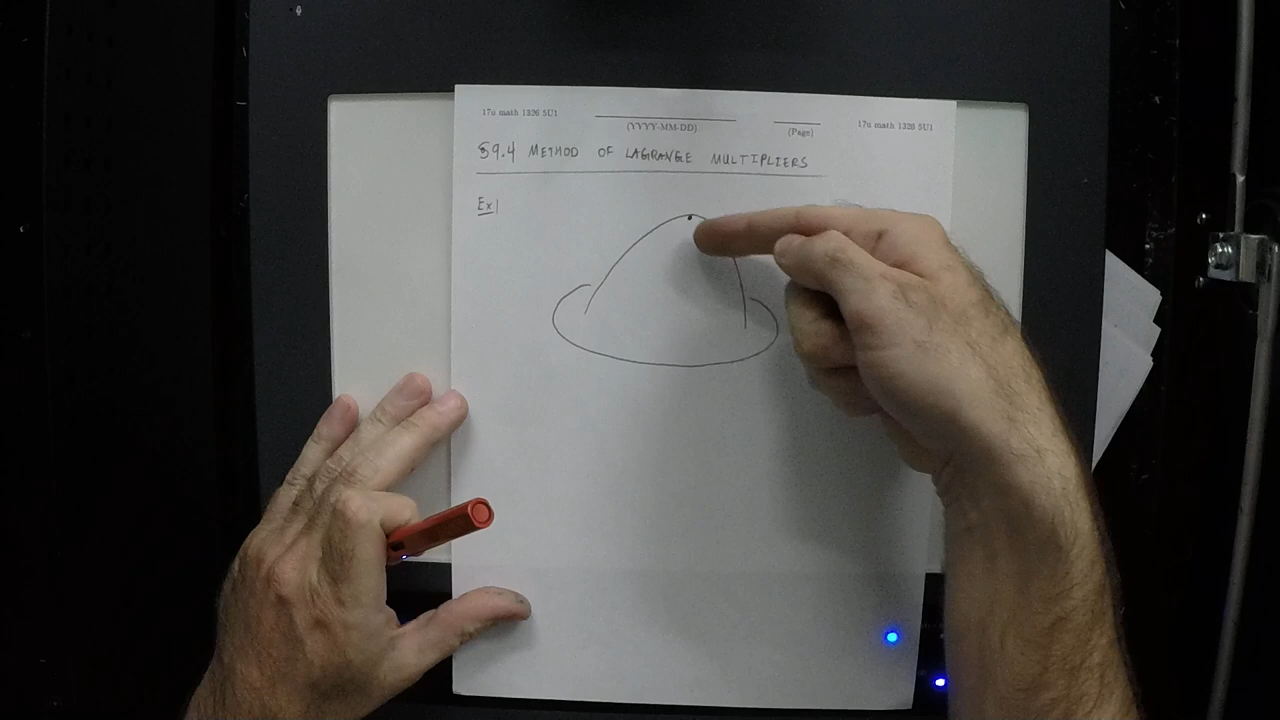 17u math 1326 5U1
(YYYY-MM-DD)
(Page)
17u math 1326 5U1
§9.4 METHOD OF LAGRANGE MULTIPLIERS
Ex1